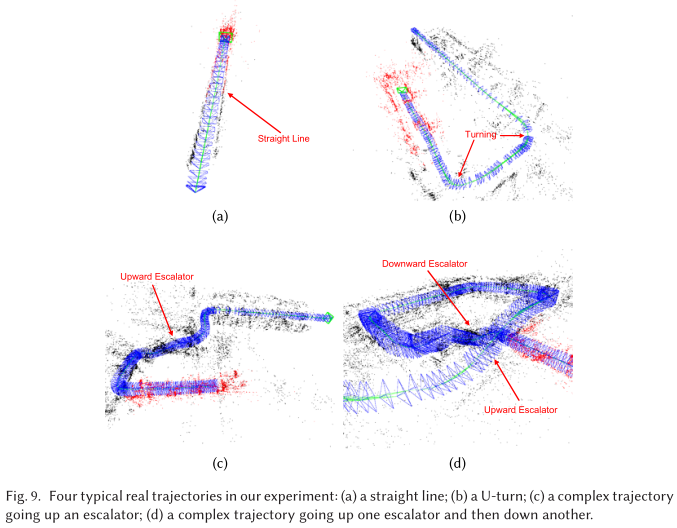 Straight Line
(a)
Turning
(b)
Upward Escalator
(c)
Downward Escalator
Upward Escalator
(d)
Fig. 9. Four typical real trajectories in our experiment: (a) a straight line; (b) a U-turn; (c) a complex trajectory
going up an escalator; (d) a complex trajectory going up one escalator and then down another.